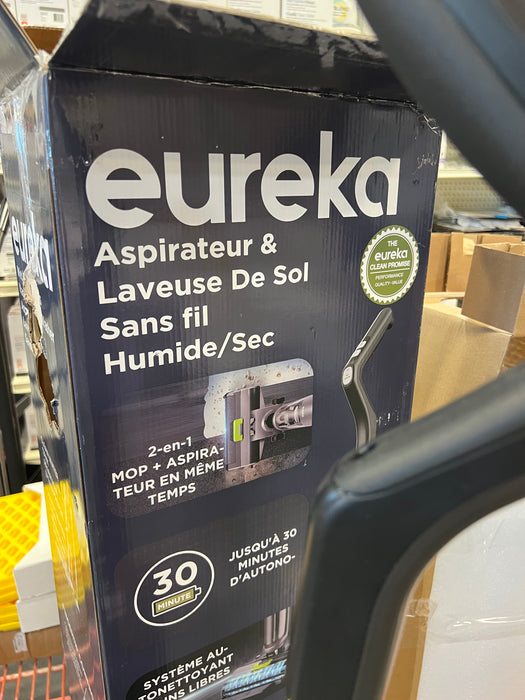 eureka
Aspirateur &
Laveuse De Sol
Sans fil
Humide/Sec
THE
eureka
CLEAN PROMISE
PERFORMANCE
QUALITY•VALUE
2-en-1
MOP + ASPIRA-
TEUR EN MÊME
TEMPS
30
MINUTE
JUSQU'À 30
MINUTES
D'AUTONO-
SYSTÈME AU-
TONETTOYANT
INS LIBRES